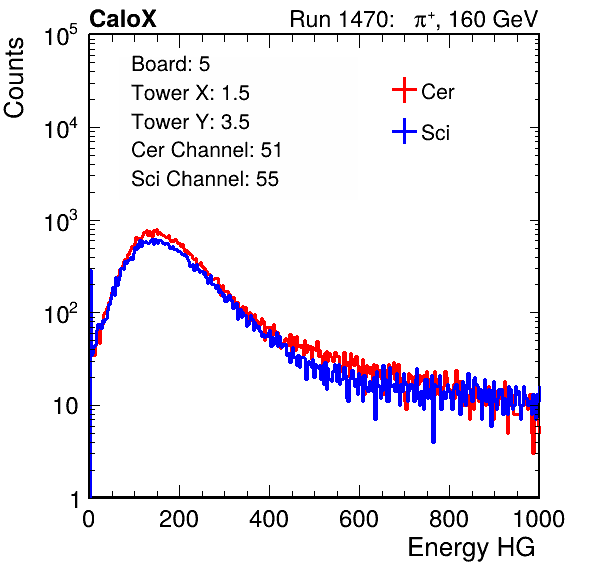 CaloX Run 1470: π⁺, 160 GeV
Counts
10⁵
10⁴
10³
10²
10
1
Board: 5
Tower X: 1.5
Tower Y: 3.5
Cer Channel: 51
Sci Channel: 55
Cer
Sci
0 200 400 600 800 1000
Energy HG